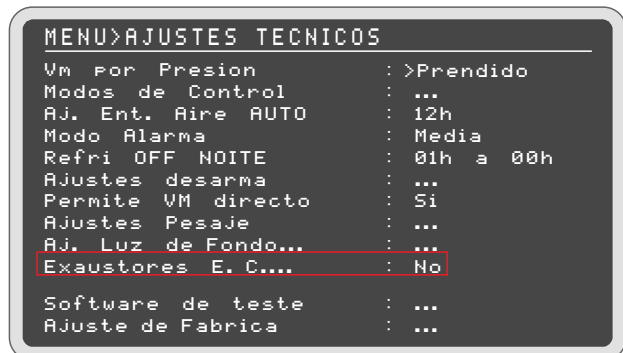 MENU>AJUSTES TECNICOS
Vm por Presion : >Prendido
Modos de Control : ...
Aj. Ent. Aire AUTO : 12h
Modo Alarma : Media
Refri OFF NOITE : 01h a 00h
Ajustes desarma : ...
Permite VM directo : Si
Ajustes Pesaje : ...
Aj. Luz de Fondo... : ...
Exaustores E. C.... : No
Software de teste : ...
Ajuste de Fabrica : ...